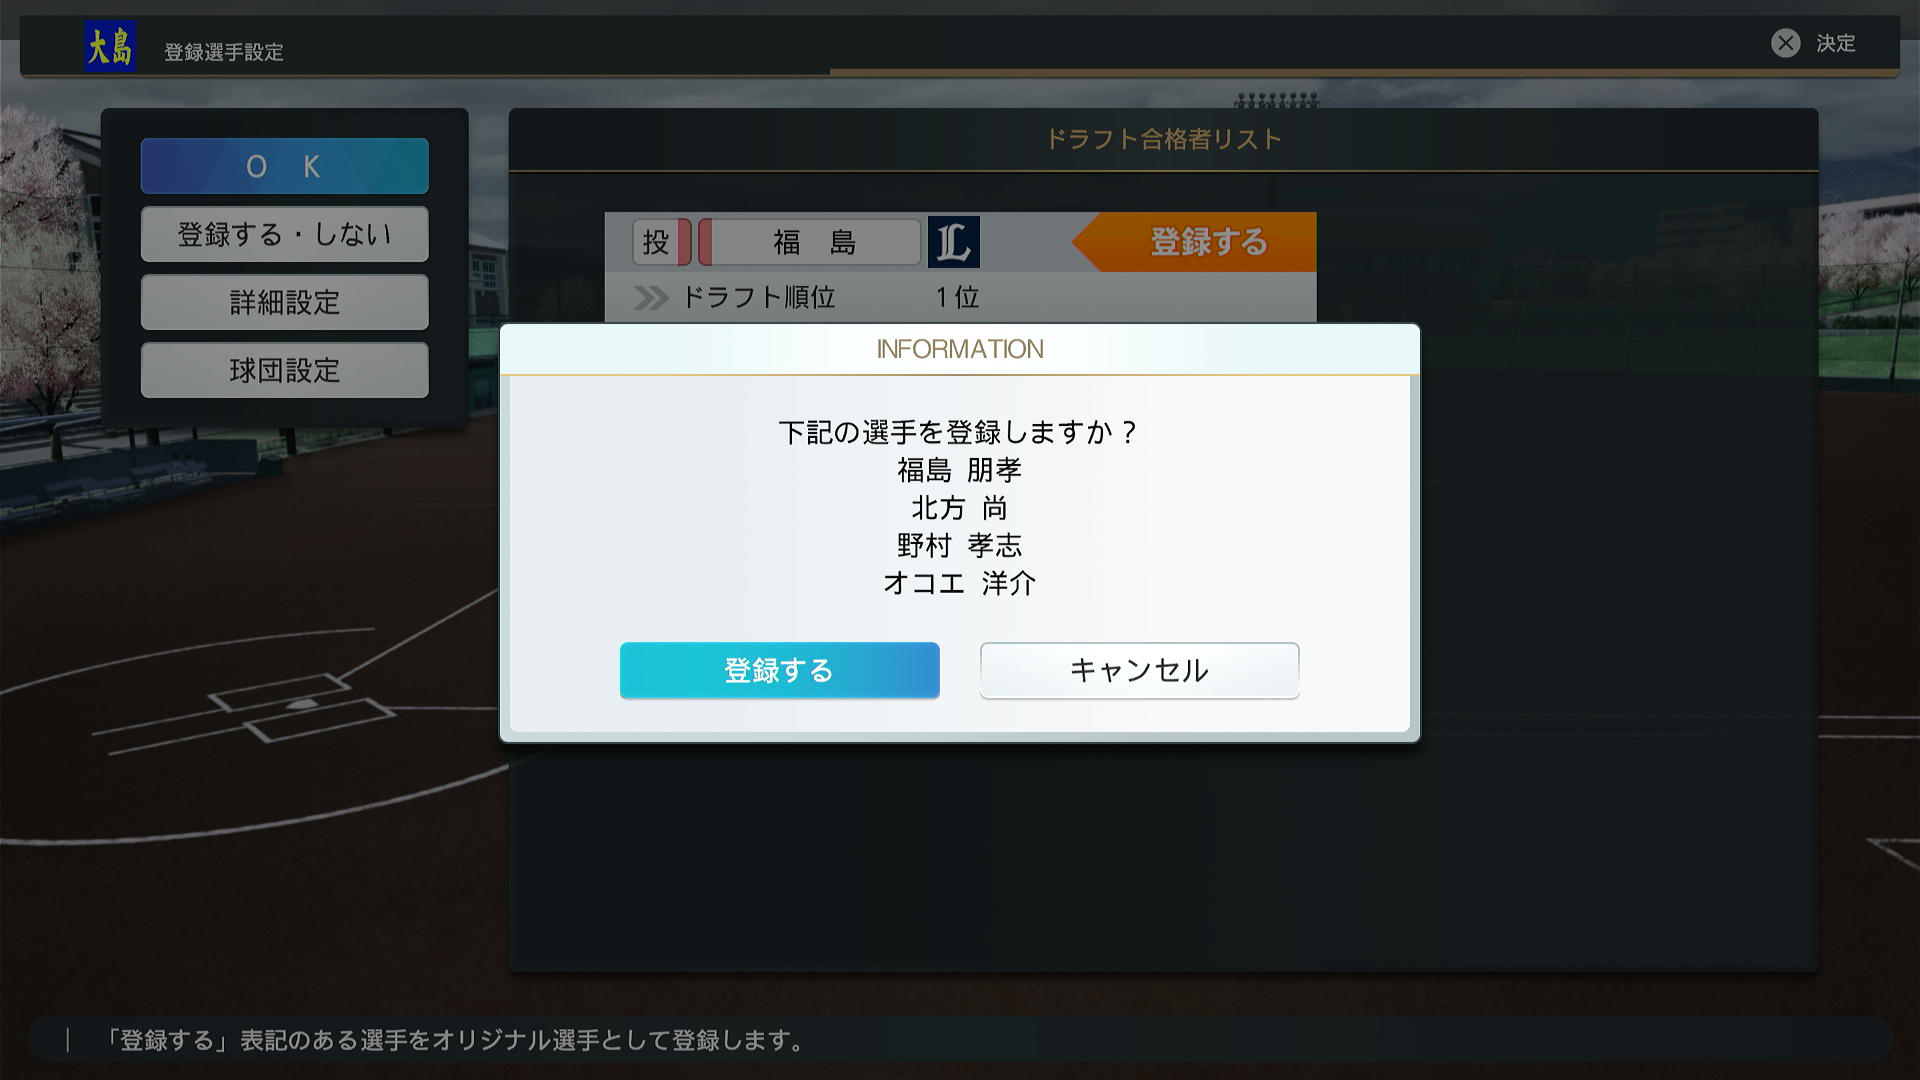 大島 登録選手設定
決定
O K
登録する・しない
詳細設定
球団設定
ドラフト合格者リスト
投 福 島 L 登録する
ドラフト順位 1位
INFORMATION
下記の選手を登録しますか？
福島 朋孝
北方 尚
野村 孝志
オコエ 洋介
登録する
キャンセル
「登録する」表記のある選手をオリジナル選手として登録します。